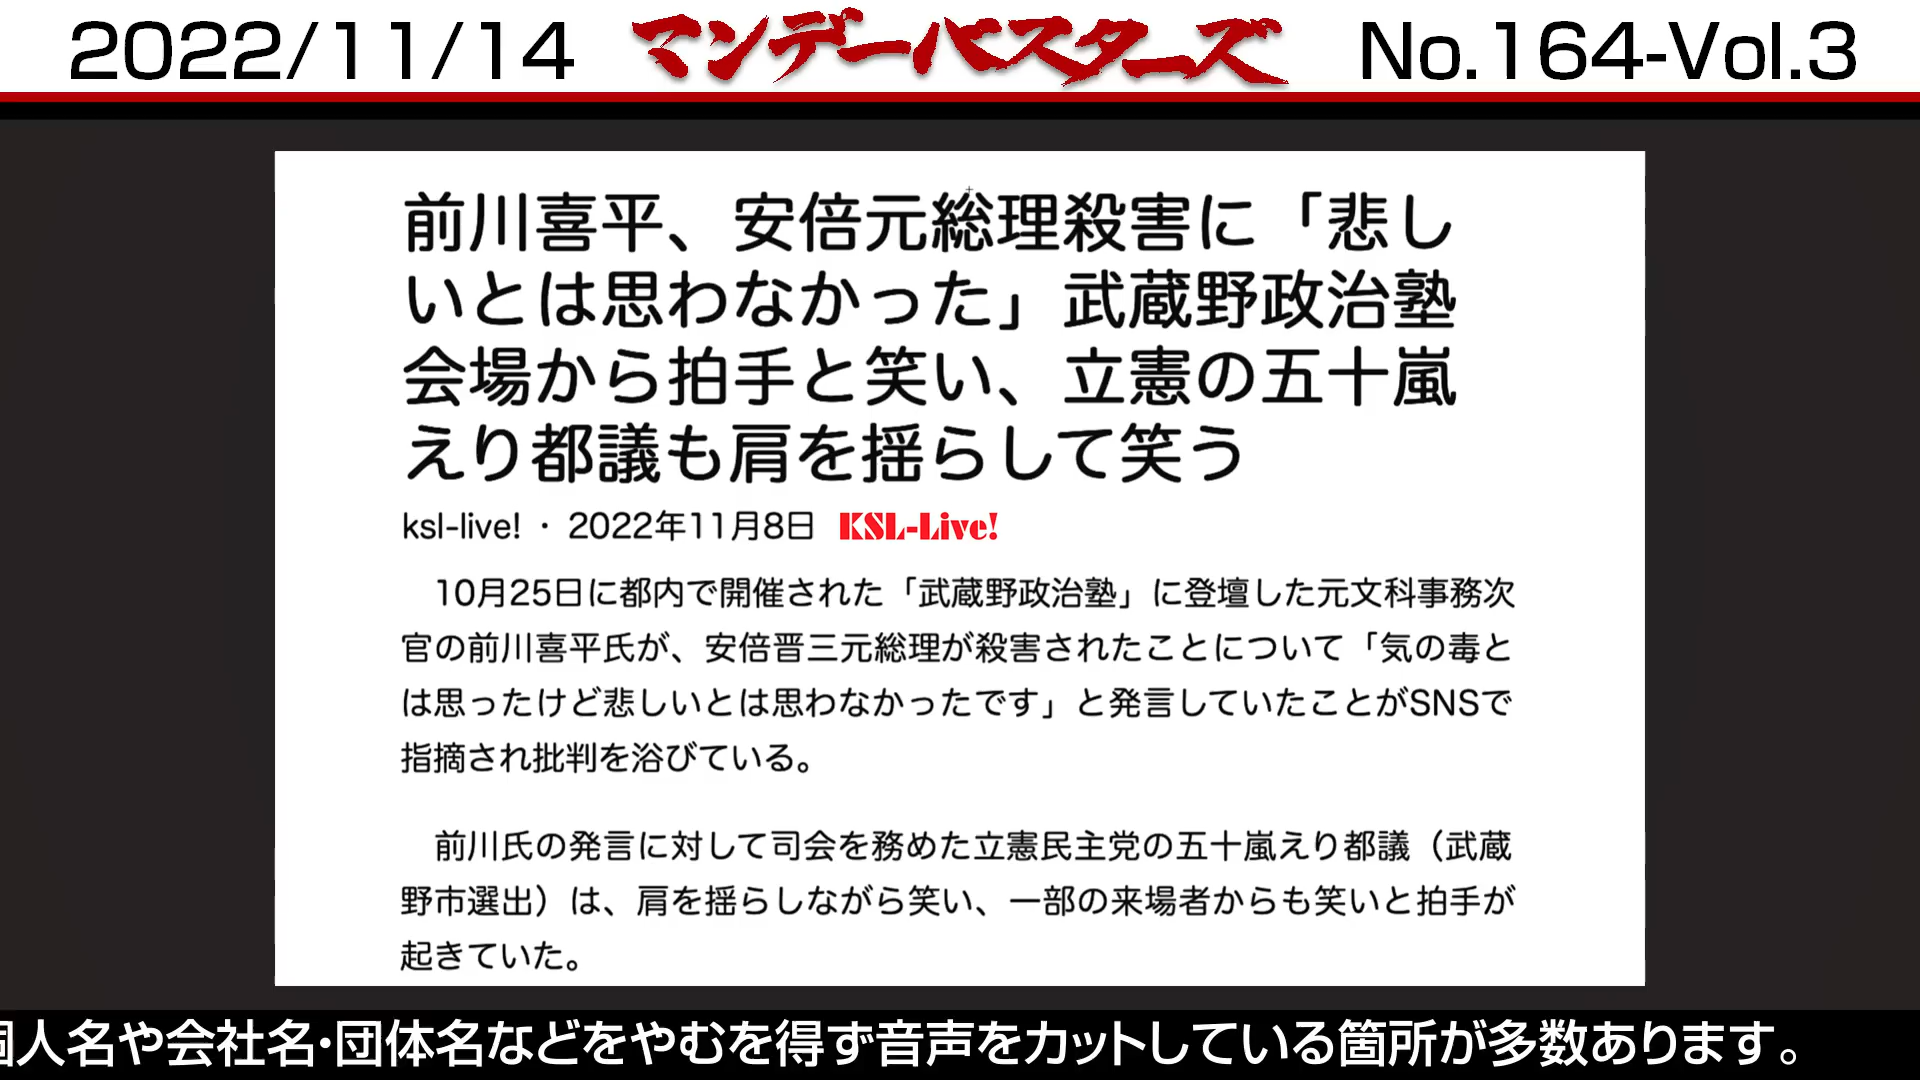 2022/11/14 マンデーバスターズ No.164-Vol.3
前川喜平、安倍元総理殺害に「悲し
いとは思わなかった」武蔵野政治塾
会場から拍手と笑い、立憲の五十嵐
えり都議も肩を揺らして笑う
ksl-live! ・ 2022年11月8日 KSL-Live!
10月25日に都内で開催された「武蔵野政治塾」に登壇した元文科事務次
官の前川喜平氏が、安倍晋三元総理が殺害されたことについて「気の毒と
は思ったけど悲しいとは思わなかったです」と発言していたことがSNSで
指摘され批判を浴びている。
前川氏の発言に対して司会を務めた立憲民主党の五十嵐えり都議（武蔵
野市選出）は、肩を揺らしながら笑い、一部の来場者からも笑いと拍手が
起きていた。
個人名や会社名・団体名などをやむを得ず音声をカットしている箇所が多数あります。